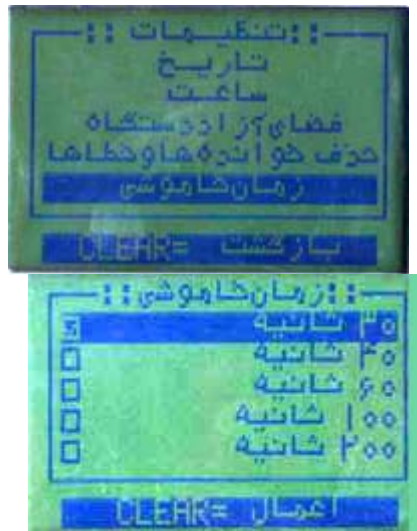 ::تنظیمات::
تاریخ
ساعت
فضای آزاد دستگاه
حذف خوانده ها و خطاها
زمان خاموشی
بازگشت =CLEAR
::زمان خاموشی::
۳۰ ثانیه
۴۰ ثانیه
۶۰ ثانیه
۱۰۰ ثانیه
۲۰۰ ثانیه
اعمال =CLEAR